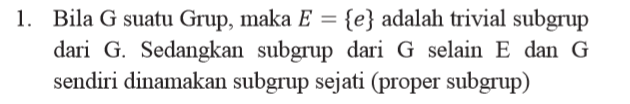 1. Bila G suatu Grup, maka E = {e} adalah trivial subgrup
dari G. Sedangkan subgrup dari G selain E dan G
sendiri dinamakan subgrup sejati (proper subgrup)